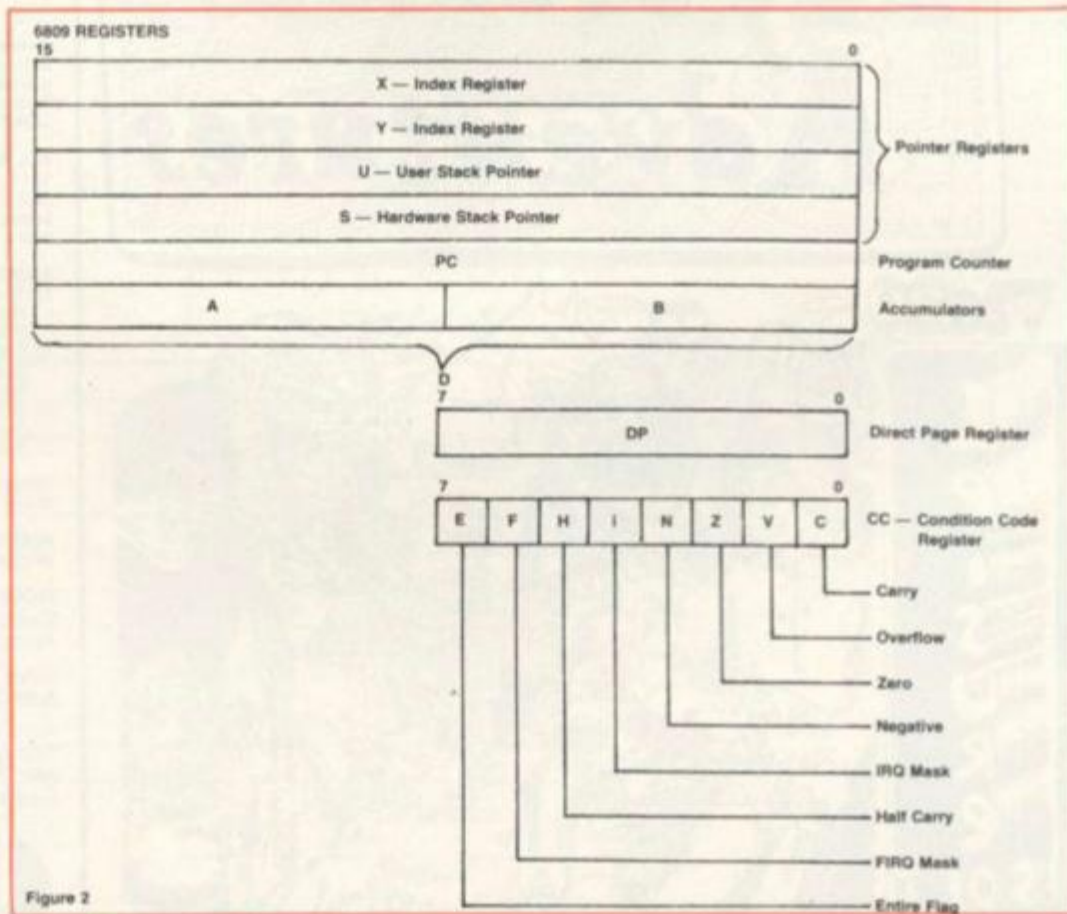 6809 REGISTERS
15 0
X — Index Register
Y — Index Register
U — User Stack Pointer
S — Hardware Stack Pointer
Pointer Registers
PC
Program Counter
A B
Accumulators
D
7 0
DP
Direct Page Register
7 0
E F H I N Z V C
CC — Condition Code
Register
Carry
Overflow
Zero
Negative
IRQ Mask
Half Carry
FIRQ Mask
Entire Flag
Figure 2